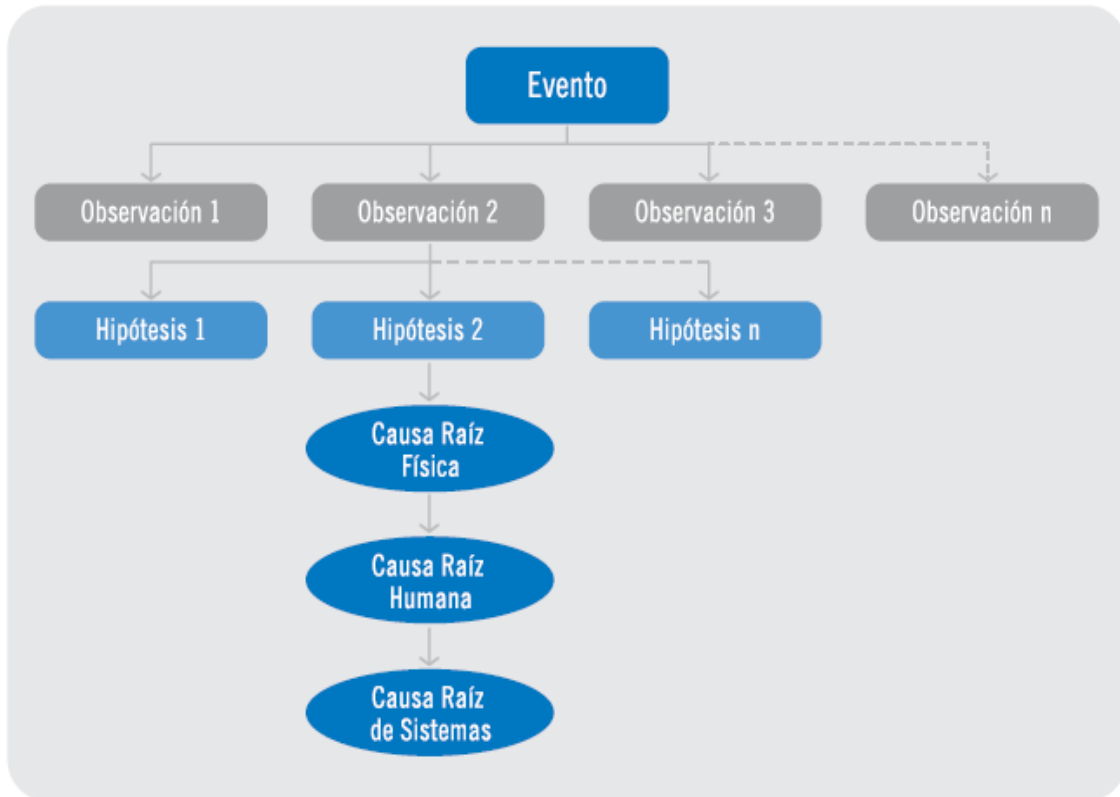 Evento
Observación 1
Observación 2
Observación 3
Observación n
Hipótesis 1
Hipótesis 2
Hipótesis n
Causa Raíz
Física
Causa Raíz
Humana
Causa Raíz
de Sistemas